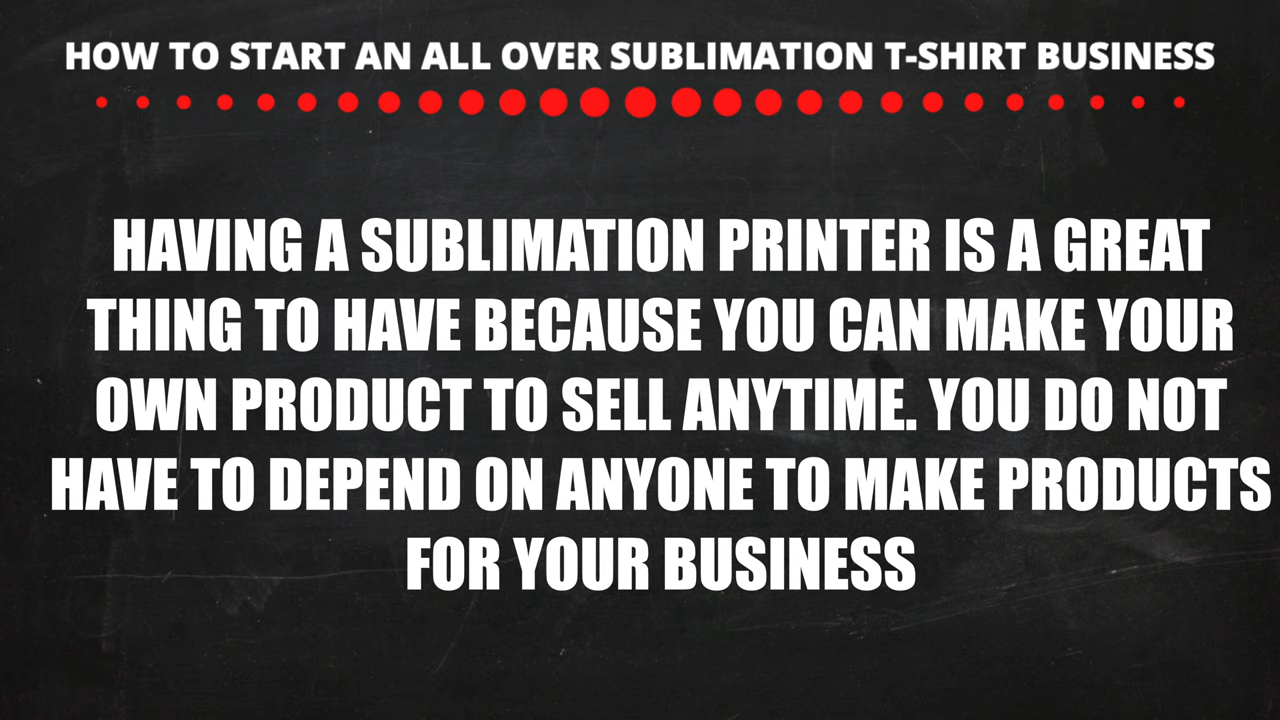 HOW TO START AN ALL OVER SUBLIMATION T-SHIRT BUSINESS
HAVING A SUBLIMATION PRINTER IS A GREAT
THING TO HAVE BECAUSE YOU CAN MAKE YOUR
OWN PRODUCT TO SELL ANYTIME. YOU DO NOT
HAVE TO DEPEND ON ANYONE TO MAKE PRODUCTS
FOR YOUR BUSINESS